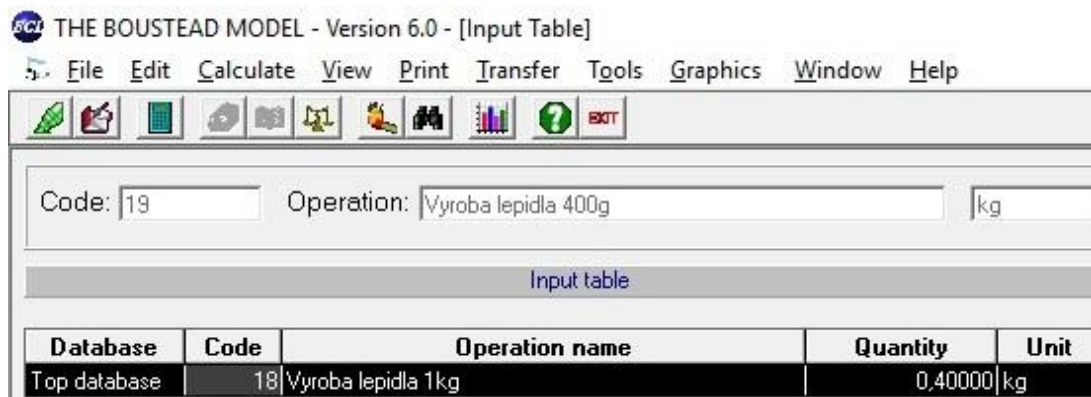 BCL THE BOUSTEAD MODEL - Version 6.0 - [Input Table]
File Edit Calculate View Print Transfer Tools Graphics Window Help
? EXIT
Code: 19 Operation: Vyroba lepidla 400g kg
Input table
Database Code Operation name Quantity Unit
Top database 18 Vyroba lepidla 1kg 0,40000 kg